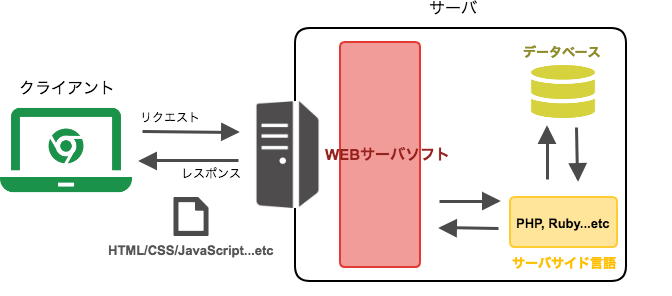 サーバ
クライアント
データベース
リクエスト
WEBサーバソフト
レスポンス
PHP, Ruby...etc
HTML/CSS/JavaScript...etc
サーバサイド言語